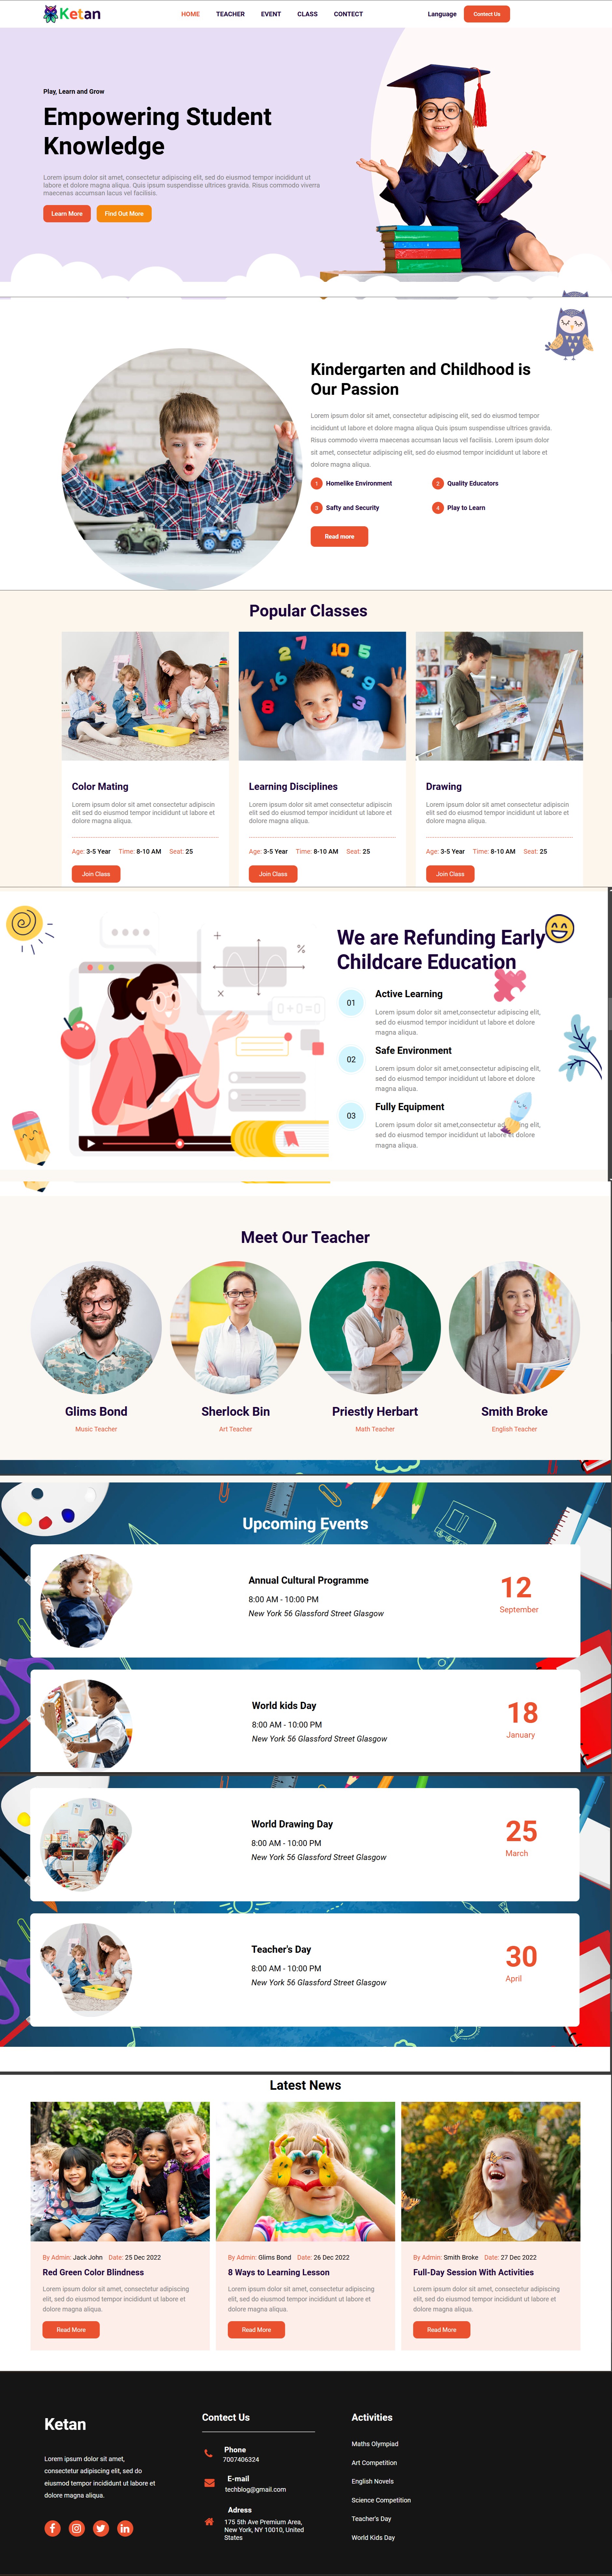 Ketan
HOME TEACHER EVENT CLASS CONTECT
Language Contect Us
Play, Learn and Grow
Empowering Student
Knowledge
Lorem ipsum dolor sit amet, consectetur adipiscing elit, sed do eiusmod tempor incididunt ut
labore et dolore magna aliqua. Quis ipsum suspendisse ultrices gravida. Risus commodo viverra
maecenas accumsan lacus vel facilisis.
Learn More Find Out More
Kindergarten and Childhood is
Our Passion
Lorem ipsum dolor sit amet, consectetur adipiscing elit, sed do eiusmod tempor
incididunt ut labore et dolore magna aliqua Quis ipsum suspendisse ultrices gravida.
Risus commodo viverra maecenas accumsan lacus vel facilisis. Lorem ipsum dolor
sit amet, consectetur adipiscing elit, sed do eiusmod tempor incididunt ut labore et
dolore magna aliqua.
1 Homelike Environment 2 Quality Educators
3 Safty and Security 4 Play to Learn
Read more
Popular Classes
2 7 10 5
6 9 3
8
Color Mating
Lorem ipsum dolor sit amet consectetur adipiscin
elit sed do eiusmod tempor incididunt ut labore et
dolore magna aliqua.
Age: 3-5 Year Time: 8-10 AM Seat: 25
Join Class
Learning Disciplines
Lorem ipsum dolor sit amet consectetur adipiscin
elit sed do eiusmod tempor incididunt ut labore et
dolore magna aliqua.
Age: 3-5 Year Time: 8-10 AM Seat: 25
Join Class
Drawing
Lorem ipsum dolor sit amet consectetur adipiscin
elit sed do eiusmod tempor incididunt ut labore et
dolore magna aliqua.
Age: 3-5 Year Time: 8-10 AM Seat: 25
Join Class
+ %
×
0+0=0
We are Refunding Early
Childcare Education
01 Active Learning
Lorem ipsum dolor sit amet,consectetur adipiscing elit,
sed do eiusmod tempor incididunt ut labore et dolore
magna aliqua.
02 Safe Environment
Lorem ipsum dolor sit amet,consectetur adipiscing elit,
sed do eiusmod tempor incididunt ut labore et dolore
magna aliqua.
03 Fully Equipment
Lorem ipsum dolor sit amet,consectetur ad ng elit,
sed do eiusmod tempor incididunt ut labore et dolore
magna aliqua.
Meet Our Teacher
Glims Bond
Music Teacher
Sherlock Bin
Art Teacher
Priestly Herbart
Math Teacher
Smith Broke
English Teacher
Upcoming Events
Annual Cultural Programme
8:00 AM - 10:00 PM
New York 56 Glassford Street Glasgow
12
September
World kids Day
8:00 AM - 10:00 PM
New York 56 Glassford Street Glasgow
18
January
World Drawing Day
8:00 AM - 10:00 PM
New York 56 Glassford Street Glasgow
25
March
Teacher's Day
8:00 AM - 10:00 PM
New York 56 Glassford Street Glasgow
30
April
Latest News
By Admin: Jack John Date: 25 Dec 2022
Red Green Color Blindness
Lorem ipsum dolor sit amet, consectetur adipiscing
elit, sed do eiusmod tempor incididunt ut labore et
dolore magna aliqua.
Read More
By Admin: Glims Bond Date: 26 Dec 2022
8 Ways to Learning Lesson
Lorem ipsum dolor sit amet, consectetur adipiscing
elit, sed do eiusmod tempor incididunt ut labore et
dolore magna aliqua.
Read More
By Admin: Smith Broke Date: 27 Dec 2022
Full-Day Session With Activities
Lorem ipsum dolor sit amet, consectetur adipiscing
elit, sed do eiusmod tempor incididunt ut labore et
dolore magna aliqua.
Read More
Ketan
Lorem ipsum dolor sit amet,
consectetur adipiscing elit, sed do
eiusmod tempor incididunt ut labore et
dolore magna aliqua.
Contect Us
Phone
7007406324
E-mail
techblog@gmail.com
Adress
175 5th Ave Premium Area,
New York, NY 10010, United
States
Activities
Maths Olympiad
Art Competition
English Novels
Science Competition
Teacher's Day
World Kids Day